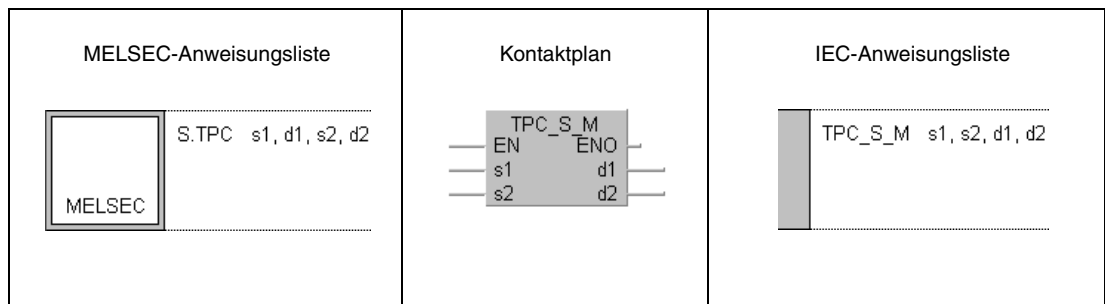 MELSEC-Anweisungsliste
MELSEC
S.TPC s1, d1, s2, d2
Kontaktplan
TPC_S_M
EN ENO
s1 d1
s2 d2
IEC-Anweisungsliste
TPC_S_M s1, s2, d1, d2